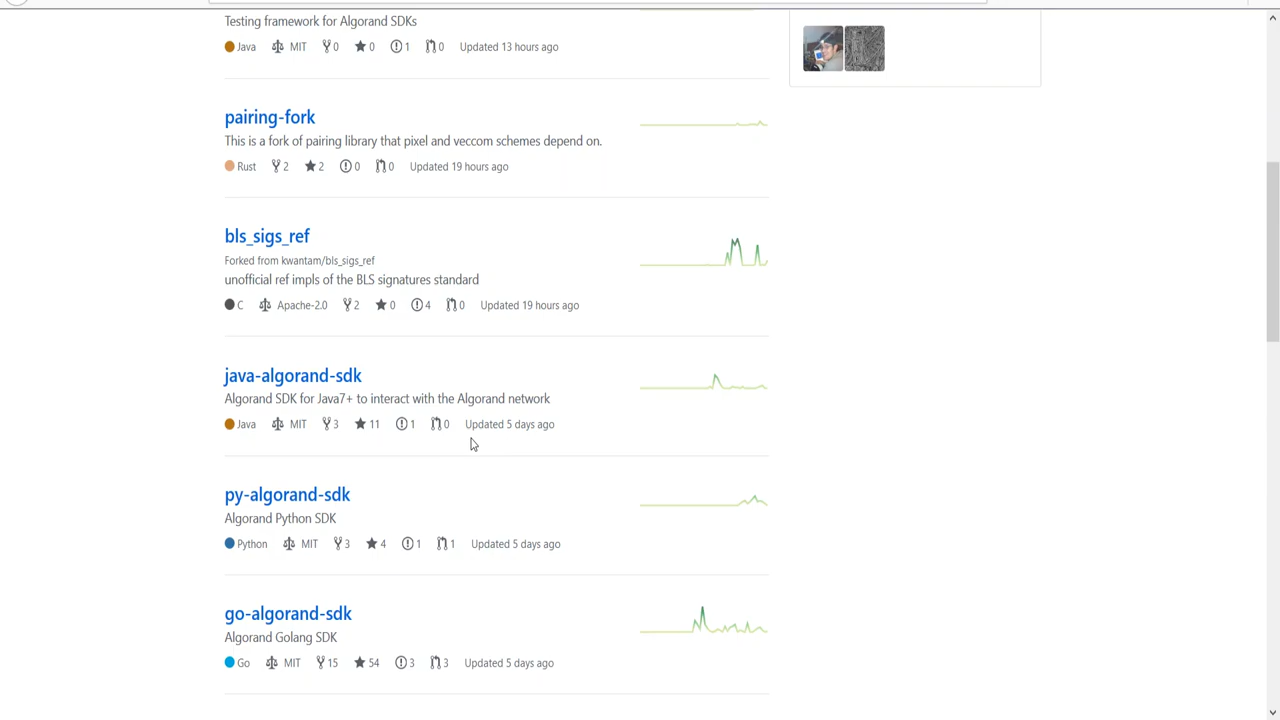 Testing framework for Algorand SDKs
Java MIT 0 0 1 0 Updated 13 hours ago
pairing-fork
This is a fork of pairing library that pixel and veccom schemes depend on.
Rust 2 2 0 0 Updated 19 hours ago
bls_sigs_ref
Forked from kwantam/bls_sigs_ref
unofficial ref impls of the BLS signatures standard
C Apache-2.0 2 0 4 0 Updated 19 hours ago
java-algorand-sdk
Algorand SDK for Java7+ to interact with the Algorand network
Java MIT 3 11 1 0 Updated 5 days ago
py-algorand-sdk
Algorand Python SDK
Python MIT 3 4 1 1 Updated 5 days ago
go-algorand-sdk
Algorand Golang SDK
Go MIT 15 54 3 3 Updated 5 days ago